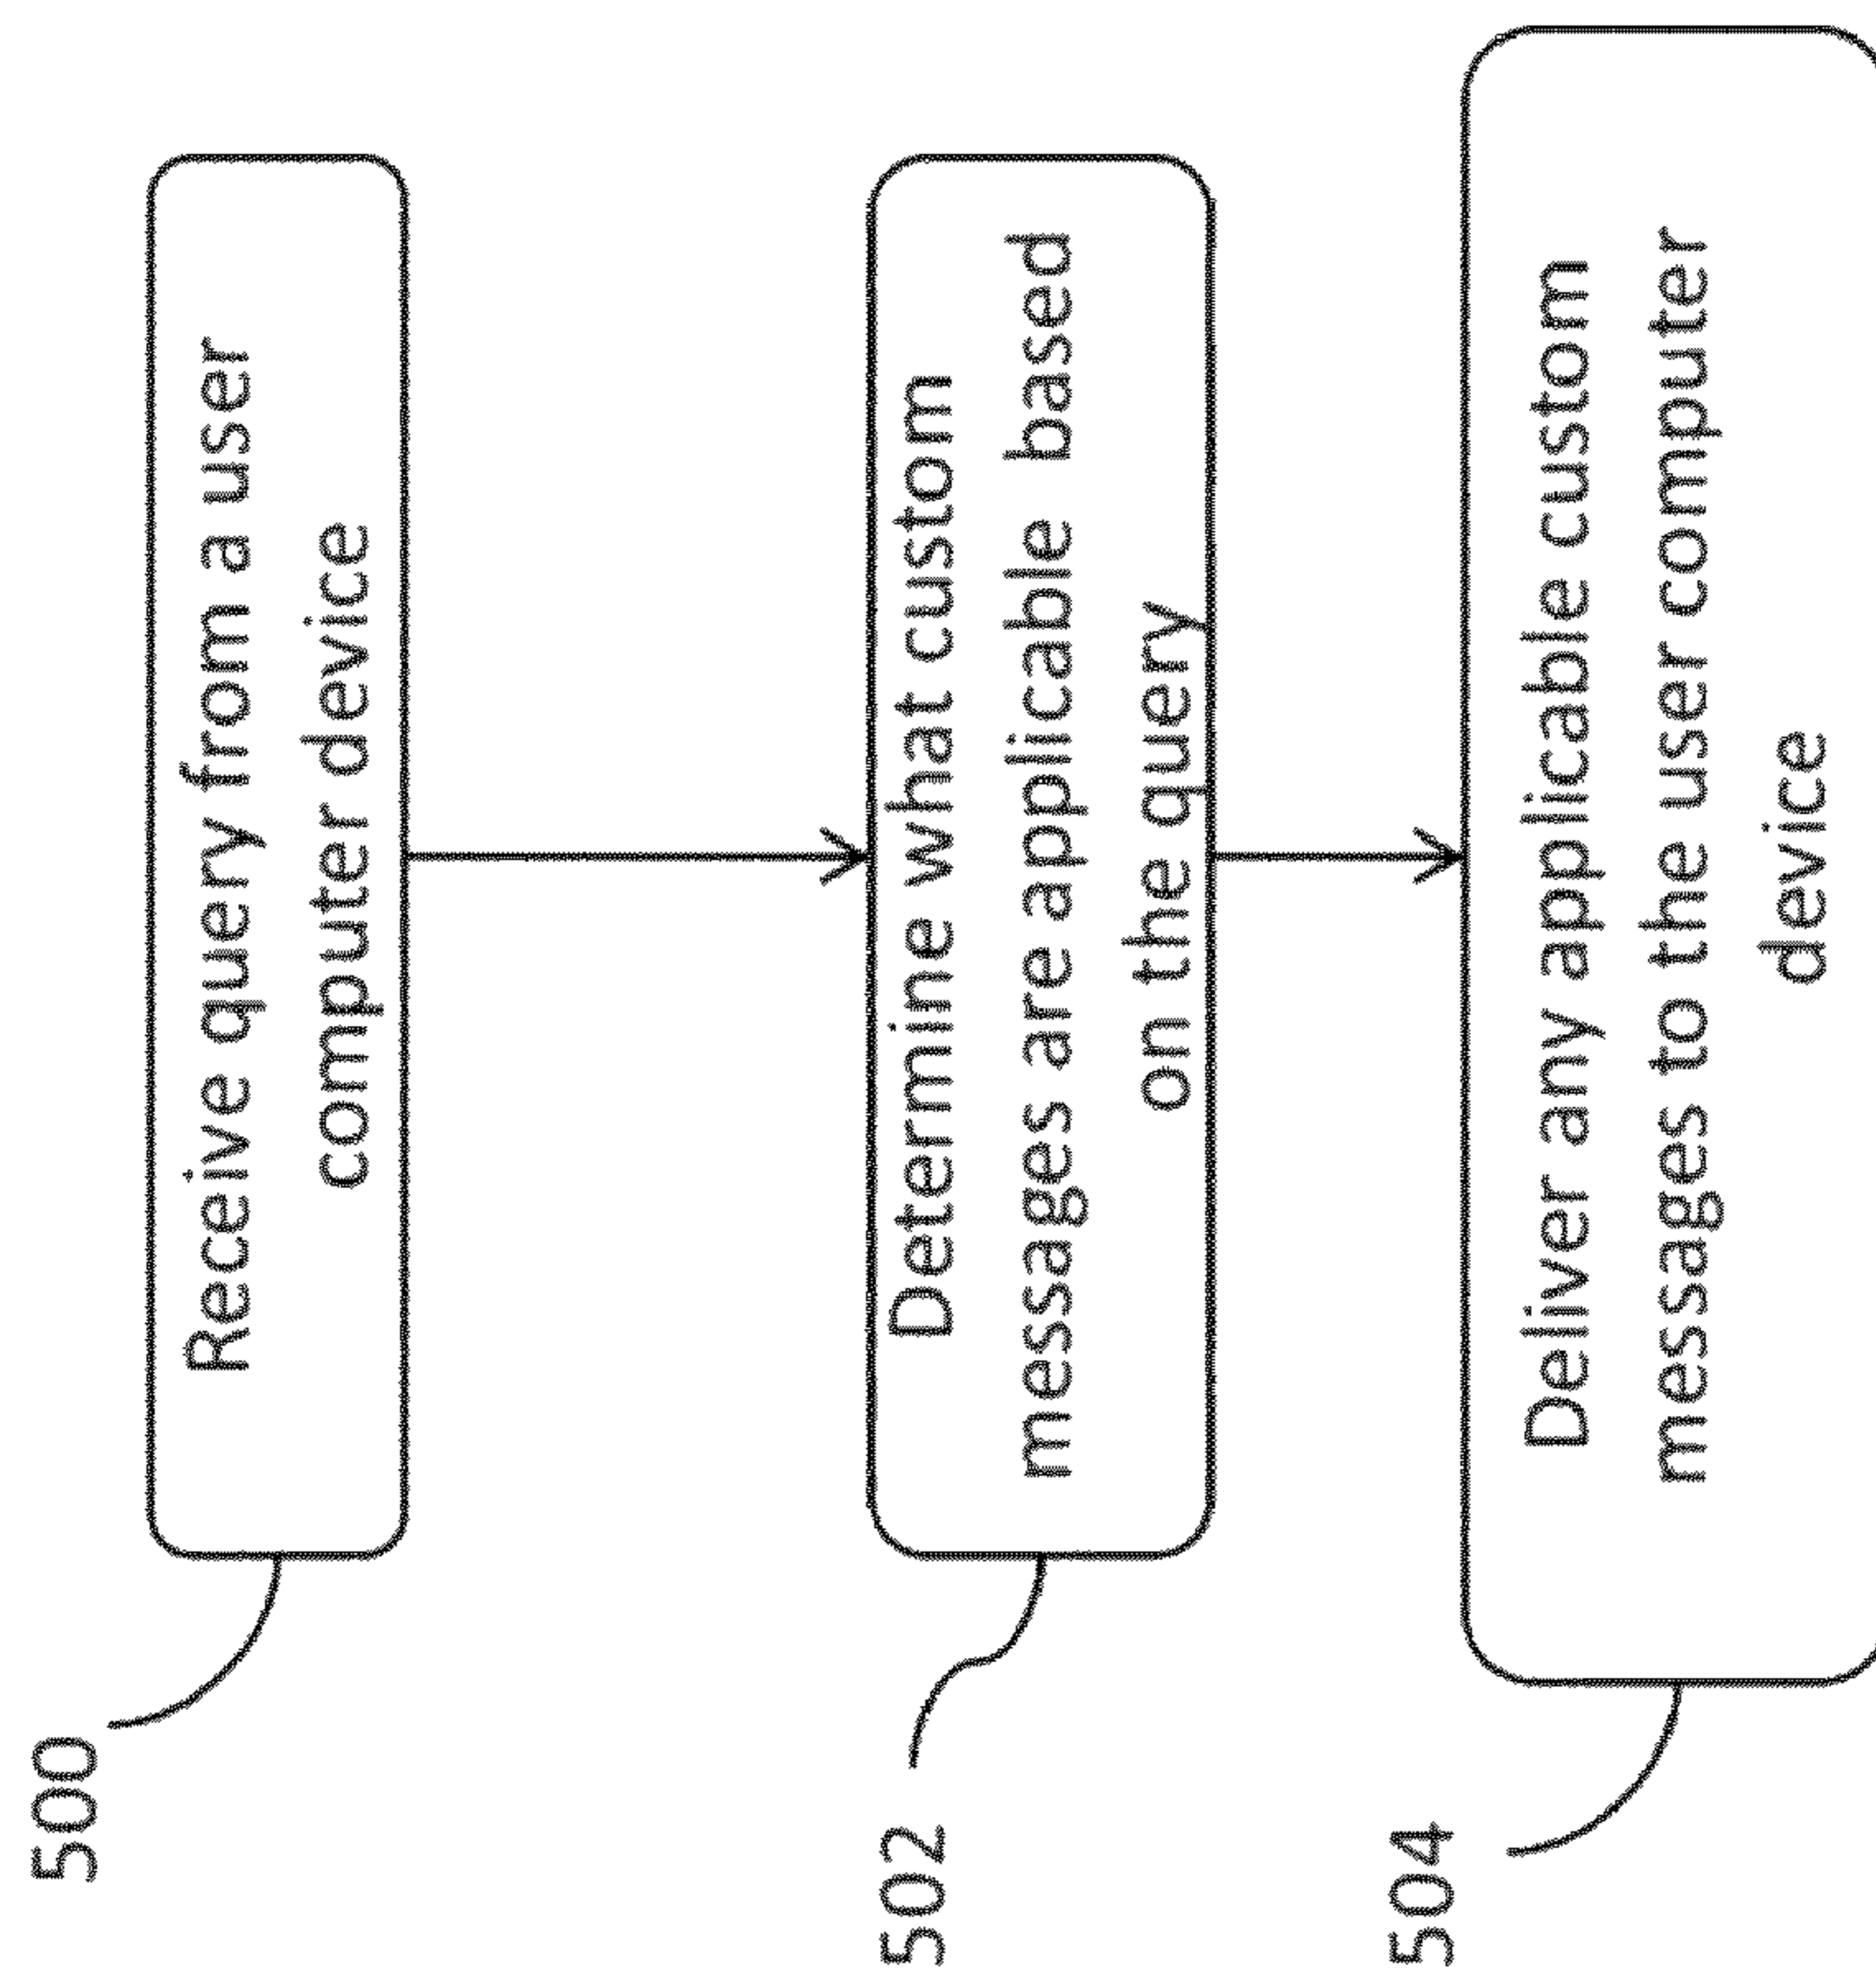 500
Receive query from a user
computer device
502
Determine what custom
messages are applicable based
on the query
504
Deliver any applicable custom
messages to the user computer
device